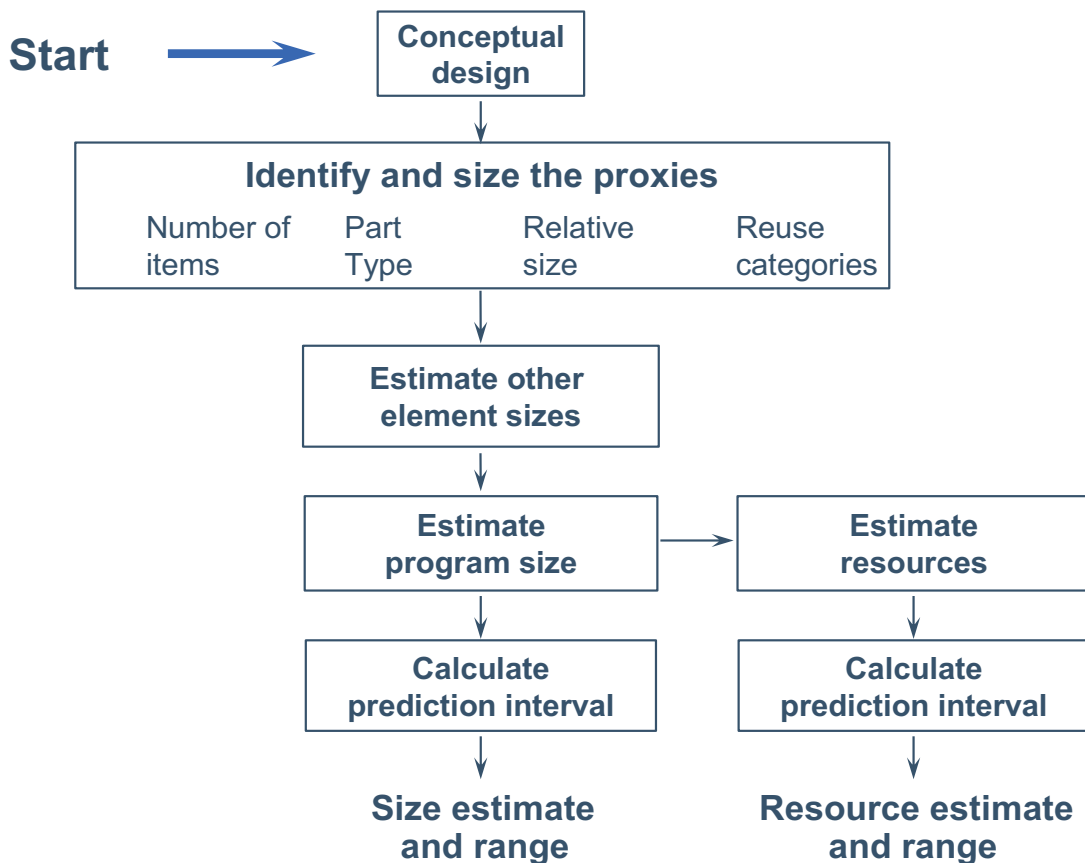 Start
Conceptual
design
Identify and size the proxies
Number of
items
Part
Type
Relative
size
Reuse
categories
Estimate other
element sizes
Estimate
program size
Estimate
resources
Calculate
prediction interval
Calculate
prediction interval
Size estimate
and range
Resource estimate
and range